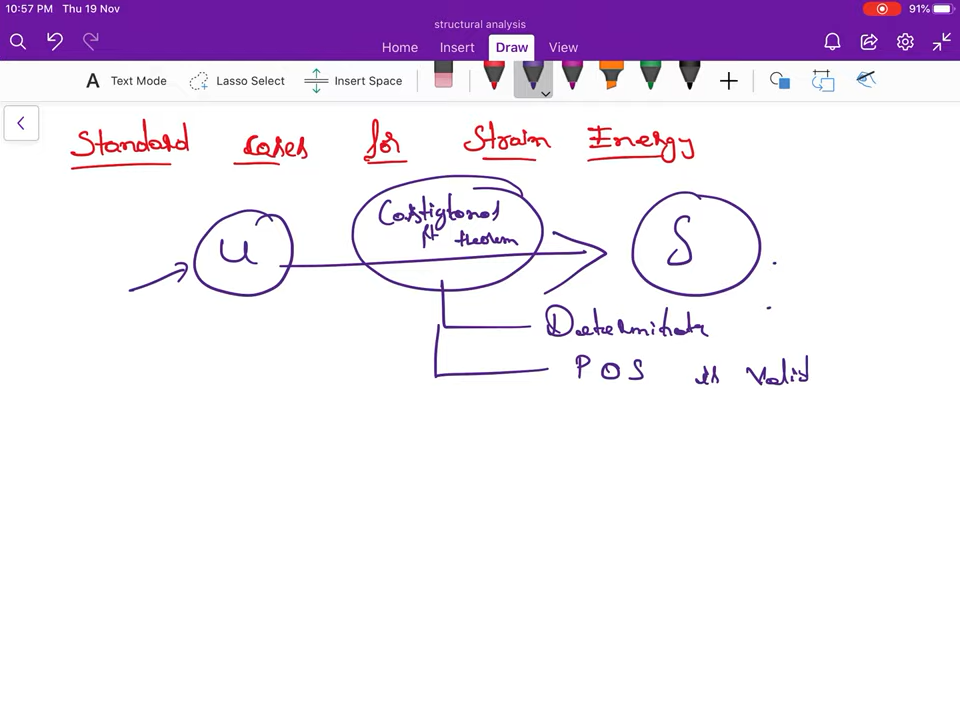 10:57 PM Thu 19 Nov 91%
structural analysis
Home Insert Draw View
Text Mode Lasso Select Insert Space
Standard cases for Strain Energy
u
Castiglonos
Ist theorem
δ
Determinate
POS is valid